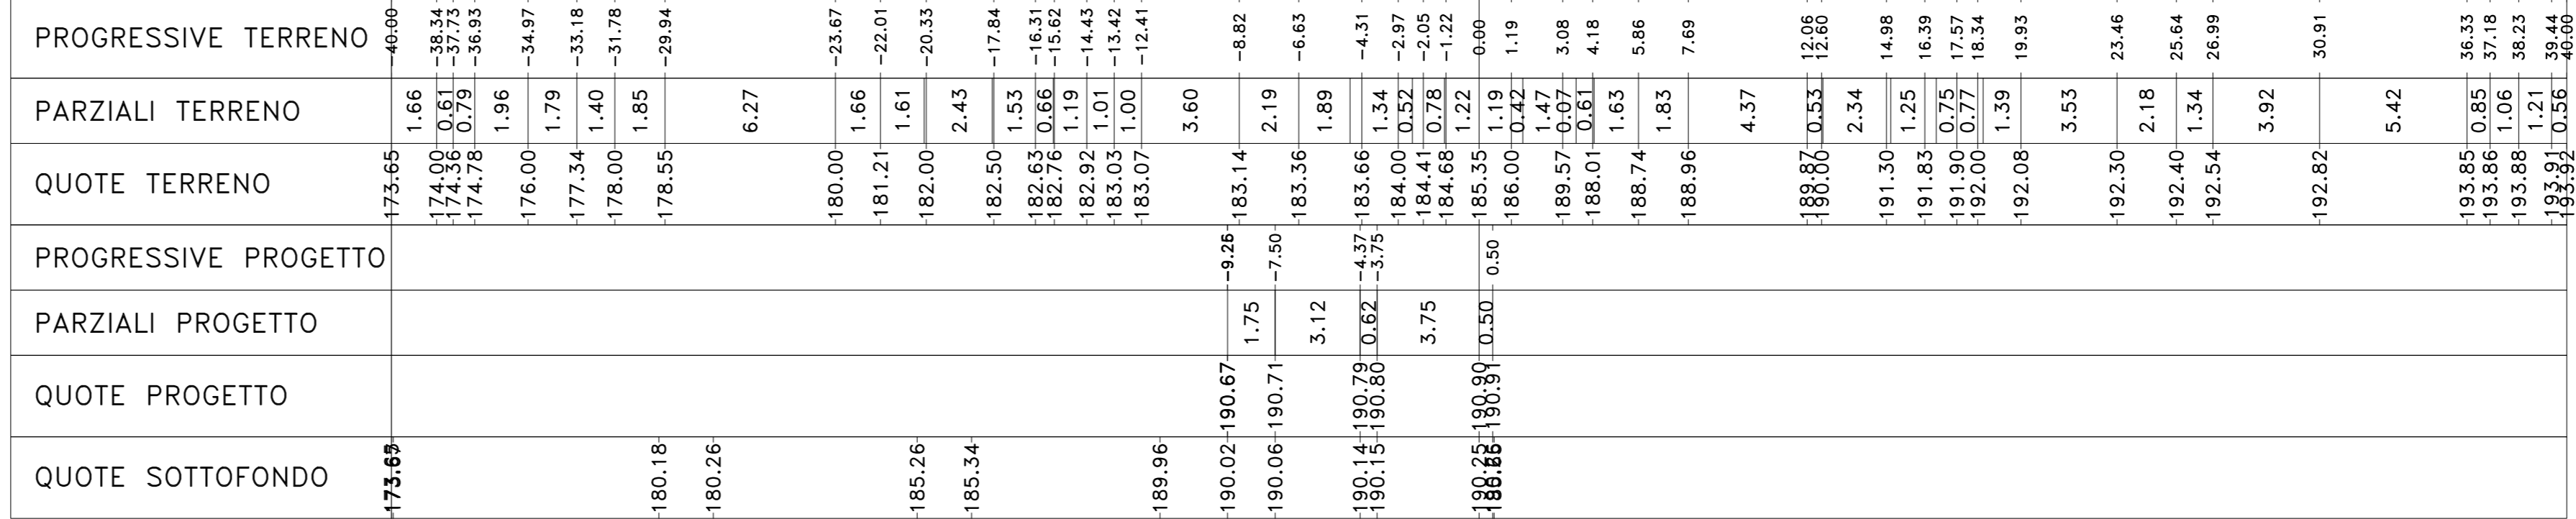 PROGRESSIVE TERRENO -40.00 -38.34 -37.73 -36.93 -34.97 -33.18 -31.78 -29.94 -23.67 -22.01 -20.33 -17.84 -16.31 -15.62 -14.43 -13.42 -12.41 -8.82 -6.63 -4.31 -2.97 -2.05 -1.22 0.00 1.19 3.08 4.18 5.86 7.69 12.06 12.60 14.98 16.39 17.57 18.34 19.93 23.46 25.64 26.99 30.91 36.33 37.18 38.23 39.44 40.00
PARZIALI TERRENO 1.66 0.61 0.79 1.96 1.79 1.40 1.85 6.27 1.66 1.61 2.43 1.53 0.66 1.19 1.01 1.00 3.60 2.19 1.89 1.34 0.52 0.78 1.22 1.19 0.42 1.47 0.07 0.61 1.63 1.83 4.37 0.53 2.34 1.25 0.75 0.77 1.39 3.53 2.18 1.34 3.92 5.42 0.85 1.06 1.21 0.56
QUOTE TERRENO 173.65 174.00 174.36 174.78 176.00 177.34 178.00 178.55 180.00 181.21 182.00 182.50 182.63 182.76 182.92 183.03 183.07 183.14 183.36 183.66 184.00 184.41 184.68 185.35 186.00 189.57 188.01 188.74 188.96 189.87 190.00 191.30 191.83 191.90 192.00 192.08 192.30 192.40 192.54 192.82 193.85 193.86 193.88 193.91 193.92
PROGRESSIVE PROGETTO -7.50 -4.37 -3.75 0.50
PARZIALI PROGETTO 1.75 3.12 0.62 3.75 0.50
QUOTE PROGETTO 190.67 190.71 190.79 190.80 190.90 190.91
QUOTE SOTTOFONDO 180.18 180.26 185.26 185.34 189.96 190.02 190.06 190.14 190.15 190.25